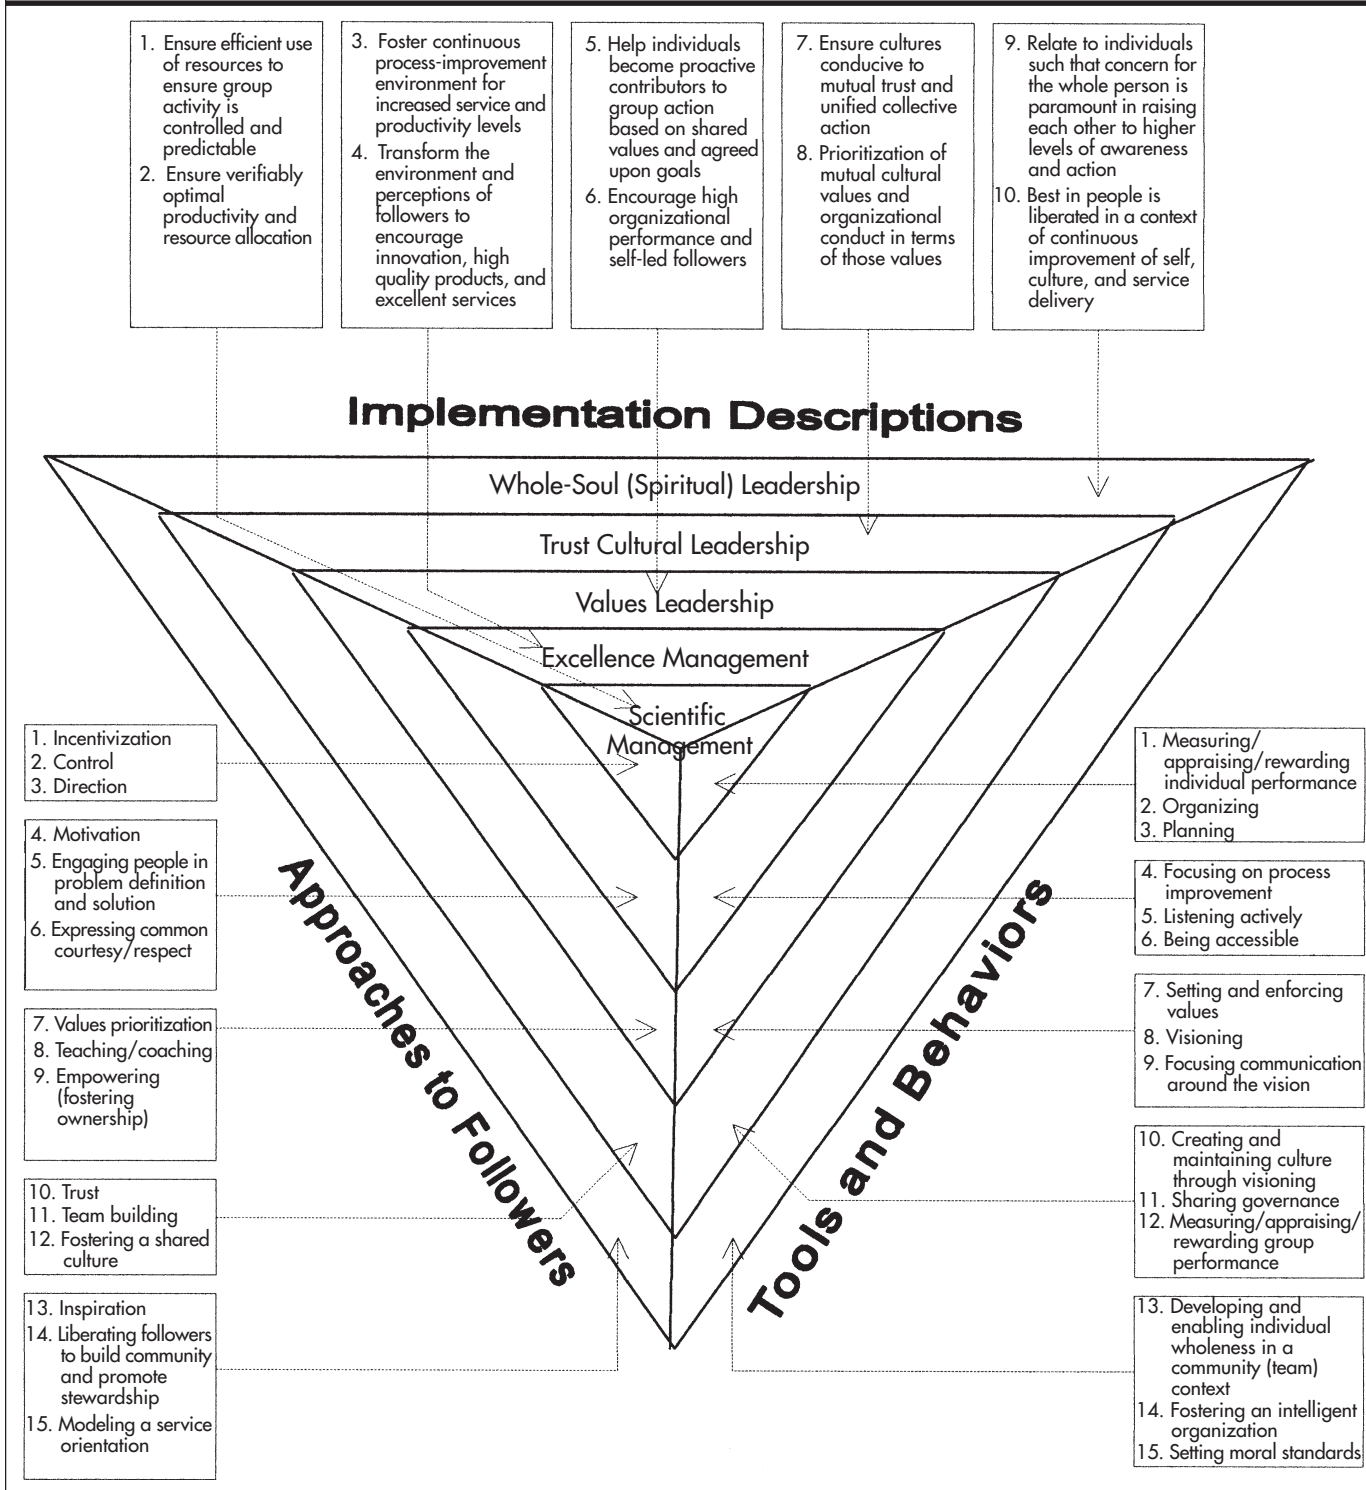 1. Ensure efficient use
of resources to
ensure group
activity is
controlled and
predictable
2. Ensure verifiably
optimal
productivity and
resource allocation
3. Foster continuous
process-improvement
environment for
increased service and
productivity levels
4. Transform the
environment and
perceptions of
followers to
encourage
innovation, high
quality products, and
excellent services
5. Help individuals
become proactive
contributors to
group action
based on shared
values and agreed
upon goals
6. Encourage high
organizational
performance and
self-led followers
7. Ensure cultures
conducive to
mutual trust and
unified collective
action
8. Prioritization of
mutual cultural
values and
organizational
conduct in terms
of those values
9. Relate to individuals
such that concern for
the whole person is
paramount in raising
each other to higher
levels of awareness
and action
10. Best in people is
liberated in a context
of continuous
improvement of self,
culture, and service
delivery
Implementation Descriptions
Whole-Soul (Spiritual) Leadership
Trust Cultural Leadership
Values Leadership
Excellence Management
Scientific
Management
1. Incentivization
2. Control
3. Direction
4. Motivation
5. Engaging people in
problem definition
and solution
6. Expressing common
courtesy/respect
7. Values prioritization
8. Teaching/coaching
9. Empowering
(fostering
ownership)
10. Trust
11. Team building
12. Fostering a shared
culture
13. Inspiration
14. Liberating followers
to build community
and promote
stewardship
15. Modeling a service
orientation
Approaches to Followers
Tools and Behaviors
1. Measuring/
appraising/rewarding
individual performance
2. Organizing
3. Planning
4. Focusing on process
improvement
5. Listening actively
6. Being accessible
7. Setting and enforcing
values
8. Visioning
9. Focusing communication
around the vision
10. Creating and
maintaining culture
through visioning
11. Sharing governance
12. Measuring/appraising/
rewarding group
performance
13. Developing and
enabling individual
wholeness in a
community (team)
context
14. Fostering an intelligent
organization
15. Setting moral standards